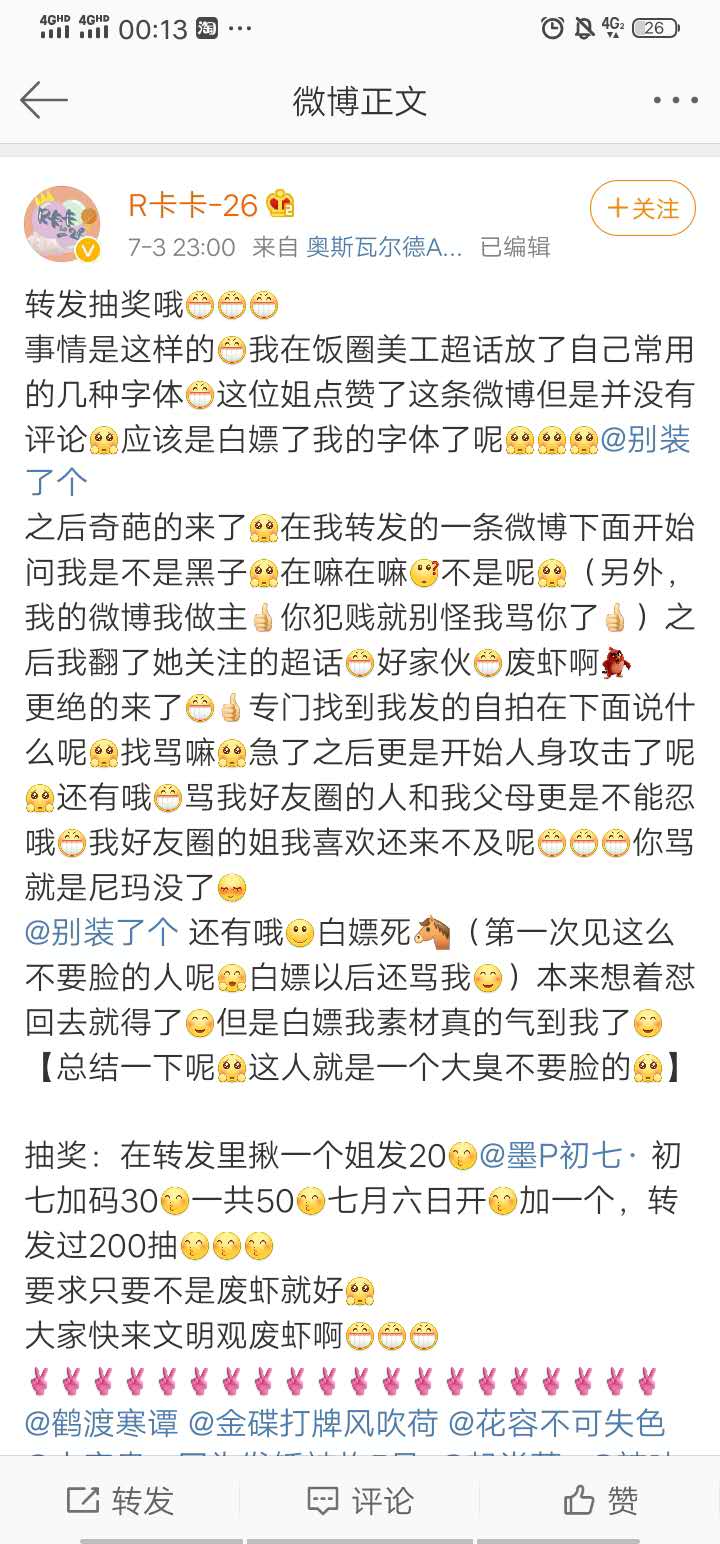 4GHD 4GHD 00:13 淘 ···
4G2 26
微博正文
R卡卡-26
+关注
7-3 23:00 来自 奥斯瓦尔德A... 已编辑
转发抽奖哦😁😁😁
事情是这样的😁我在饭圈美工超话放了自己常用
的几种字体😁这位姐点赞了这条微博但是并没有
评论🥺应该是白嫖了我的字体了呢🥺🥺🥺@别装
了个
之后奇葩的来了🥺在我转发的一条微博下面开始
问我是不是黑子🥺在嘛在嘛不是呢🥺（另外，
我的微博我做主👍你犯贱就别怪我骂你了👍）之
后我翻了她关注的超话😁好家伙😁废虾啊
更绝的来了😁👍专门找到我发的自拍在下面说什
么呢🥺找骂嘛🥺急了之后更是开始人身攻击了呢
🥺还有哦😁骂我好友圈的人和我父母更是不能忍
哦😁我好友圈的姐我喜欢还来不及呢😁😁😁你骂
就是尼玛没了
@别装了个 还有哦🙂白嫖死🐴（第一次见这么
不要脸的人呢🤗白嫖以后还骂我😊）本来想着怼
回去就得了😊但是白嫖我素材真的气到我了😊
【总结一下呢🥺这人就是一个大臭不要脸的🥺】
抽奖：在转发里揪一个姐发20😙@墨P初七· 初
七加码30😙一共50😙七月六日开😙加一个，转
发过200抽😙😙😙
要求只要不是废虾就好🥺
大家快来文明观废虾啊😁😁😁
✌✌✌✌✌✌✌✌✌✌✌✌✌✌✌✌✌✌✌✌
@鹤渡寒谭 @金碟打牌风吹荷 @花容不可失色
转发
评论
赞